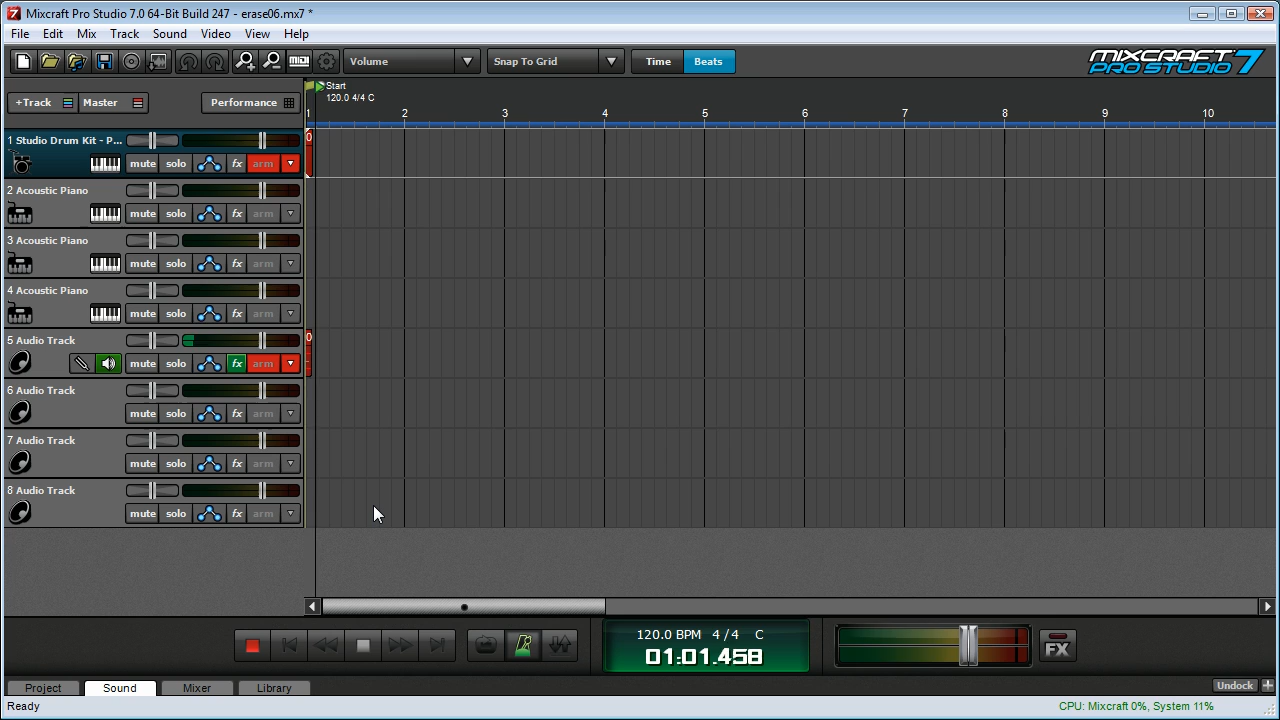 Mixcraft Pro Studio 7.0 64-Bit Build 247 - erase06.mx7 *
File Edit Mix Track Sound Video View Help
Volume Snap To Grid Time Beats MIXCRAFT PRO STUDIO 7
+Track Master Performance
Start
120.0 4/4 C
1 2 3 4 5 6 7 8 9 10
1 Studio Drum Kit - P... 0
mute solo fx arm
2 Acoustic Piano
mute solo fx arm
3 Acoustic Piano
mute solo fx arm
4 Acoustic Piano
mute solo fx arm
5 Audio Track 0
mute solo fx arm
6 Audio Track
mute solo fx arm
7 Audio Track
mute solo fx arm
8 Audio Track
mute solo fx arm
120.0 BPM 4/4 C
01:01.458
FX
Project Sound Mixer Library Undock +
Ready CPU: Mixcraft 0%, System 11%